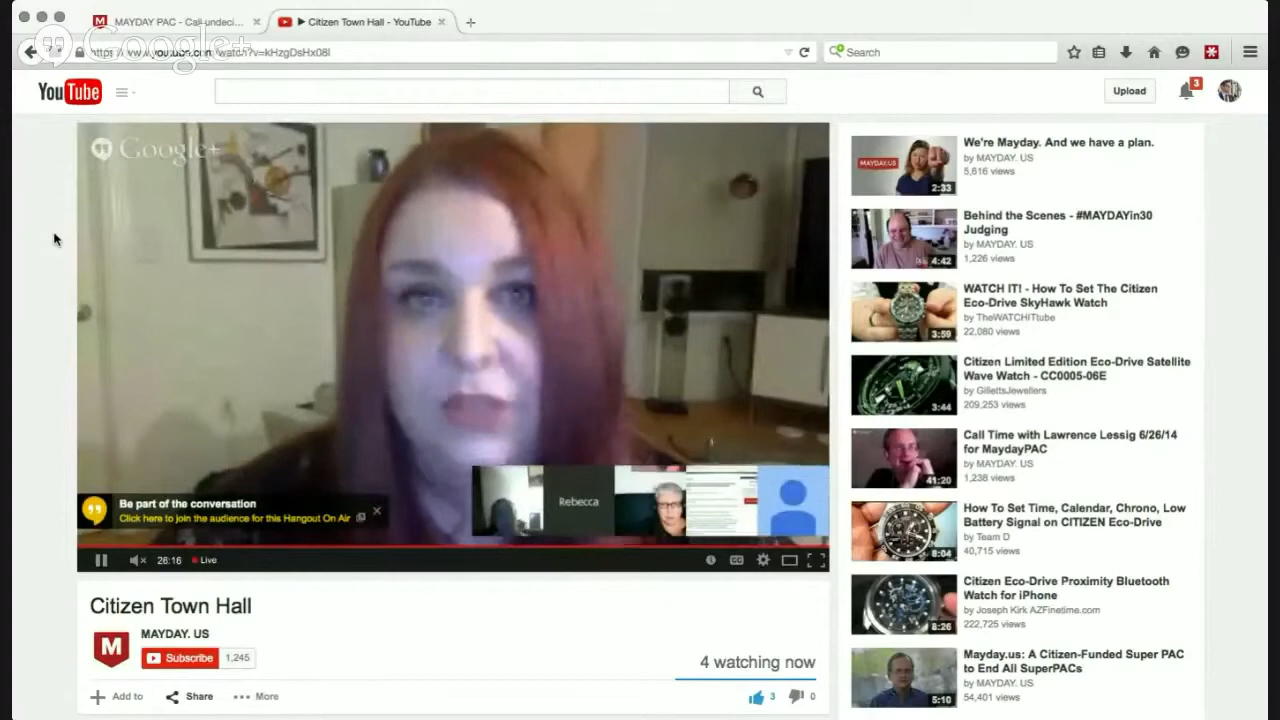 MAYDAY PAC - Call undeci...
▶ Citizen Town Hall - YouTube
Google+
https://www.youtube.com/watch?v=kHzgDsHx08I
Search
YouTube
Upload
3
Google+
Be part of the conversation
Click here to join the audience for this Hangout On Air
Rebecca
26:16
Live
CC
Citizen Town Hall
M
MAYDAY. US
Subscribe 1,245
4 watching now
Add to
Share
More
3
0
MAYDAY.US
2:33
We're Mayday. And we have a plan.
by MAYDAY. US
5,616 views
4:42
Behind the Scenes - #MAYDAYin30
Judging
by MAYDAY. US
1,226 views
3:59
WATCH IT! - How To Set The Citizen
Eco-Drive SkyHawk Watch
by TheWATCHITtube
22,080 views
3:44
Citizen Limited Edition Eco-Drive Satellite
Wave Watch - CC0005-06E
by GillettsJewellers
209,253 views
41:20
Call Time with Lawrence Lessig 6/26/14
for MaydayPAC
by MAYDAY. US
1,238 views
8:04
How To Set Time, Calendar, Chrono, Low
Battery Signal on CITIZEN Eco-Drive
by Team D
40,715 views
8:26
Citizen Eco-Drive Proximity Bluetooth
Watch for iPhone
by Joseph Kirk AZFinetime.com
222,725 views
5:10
Mayday.us: A Citizen-Funded Super PAC
to End All SuperPACs
by MAYDAY. US
54,401 views